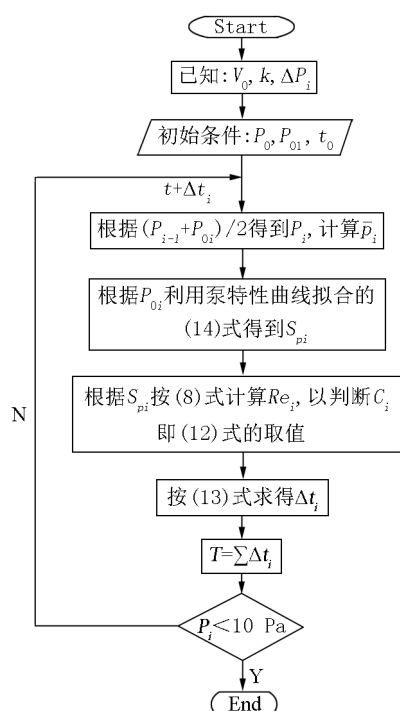 Start
已知:V₀, k, ΔPᵢ
初始条件:P₀,P₀₁, t₀
t+Δtᵢ
根据(Pᵢ₋₁+P₀ᵢ)/2得到Pᵢ,计算p̄ᵢ
根据P₀ᵢ利用泵特性曲线拟合的
(14)式得到Sₚᵢ
根据Sₚᵢ按(8)式计算Reᵢ,以判断Cᵢ
即(12)式的取值
N
按(13)式求得Δtᵢ
T=∑Δtᵢ
Pᵢ<10 Pa
Y
End